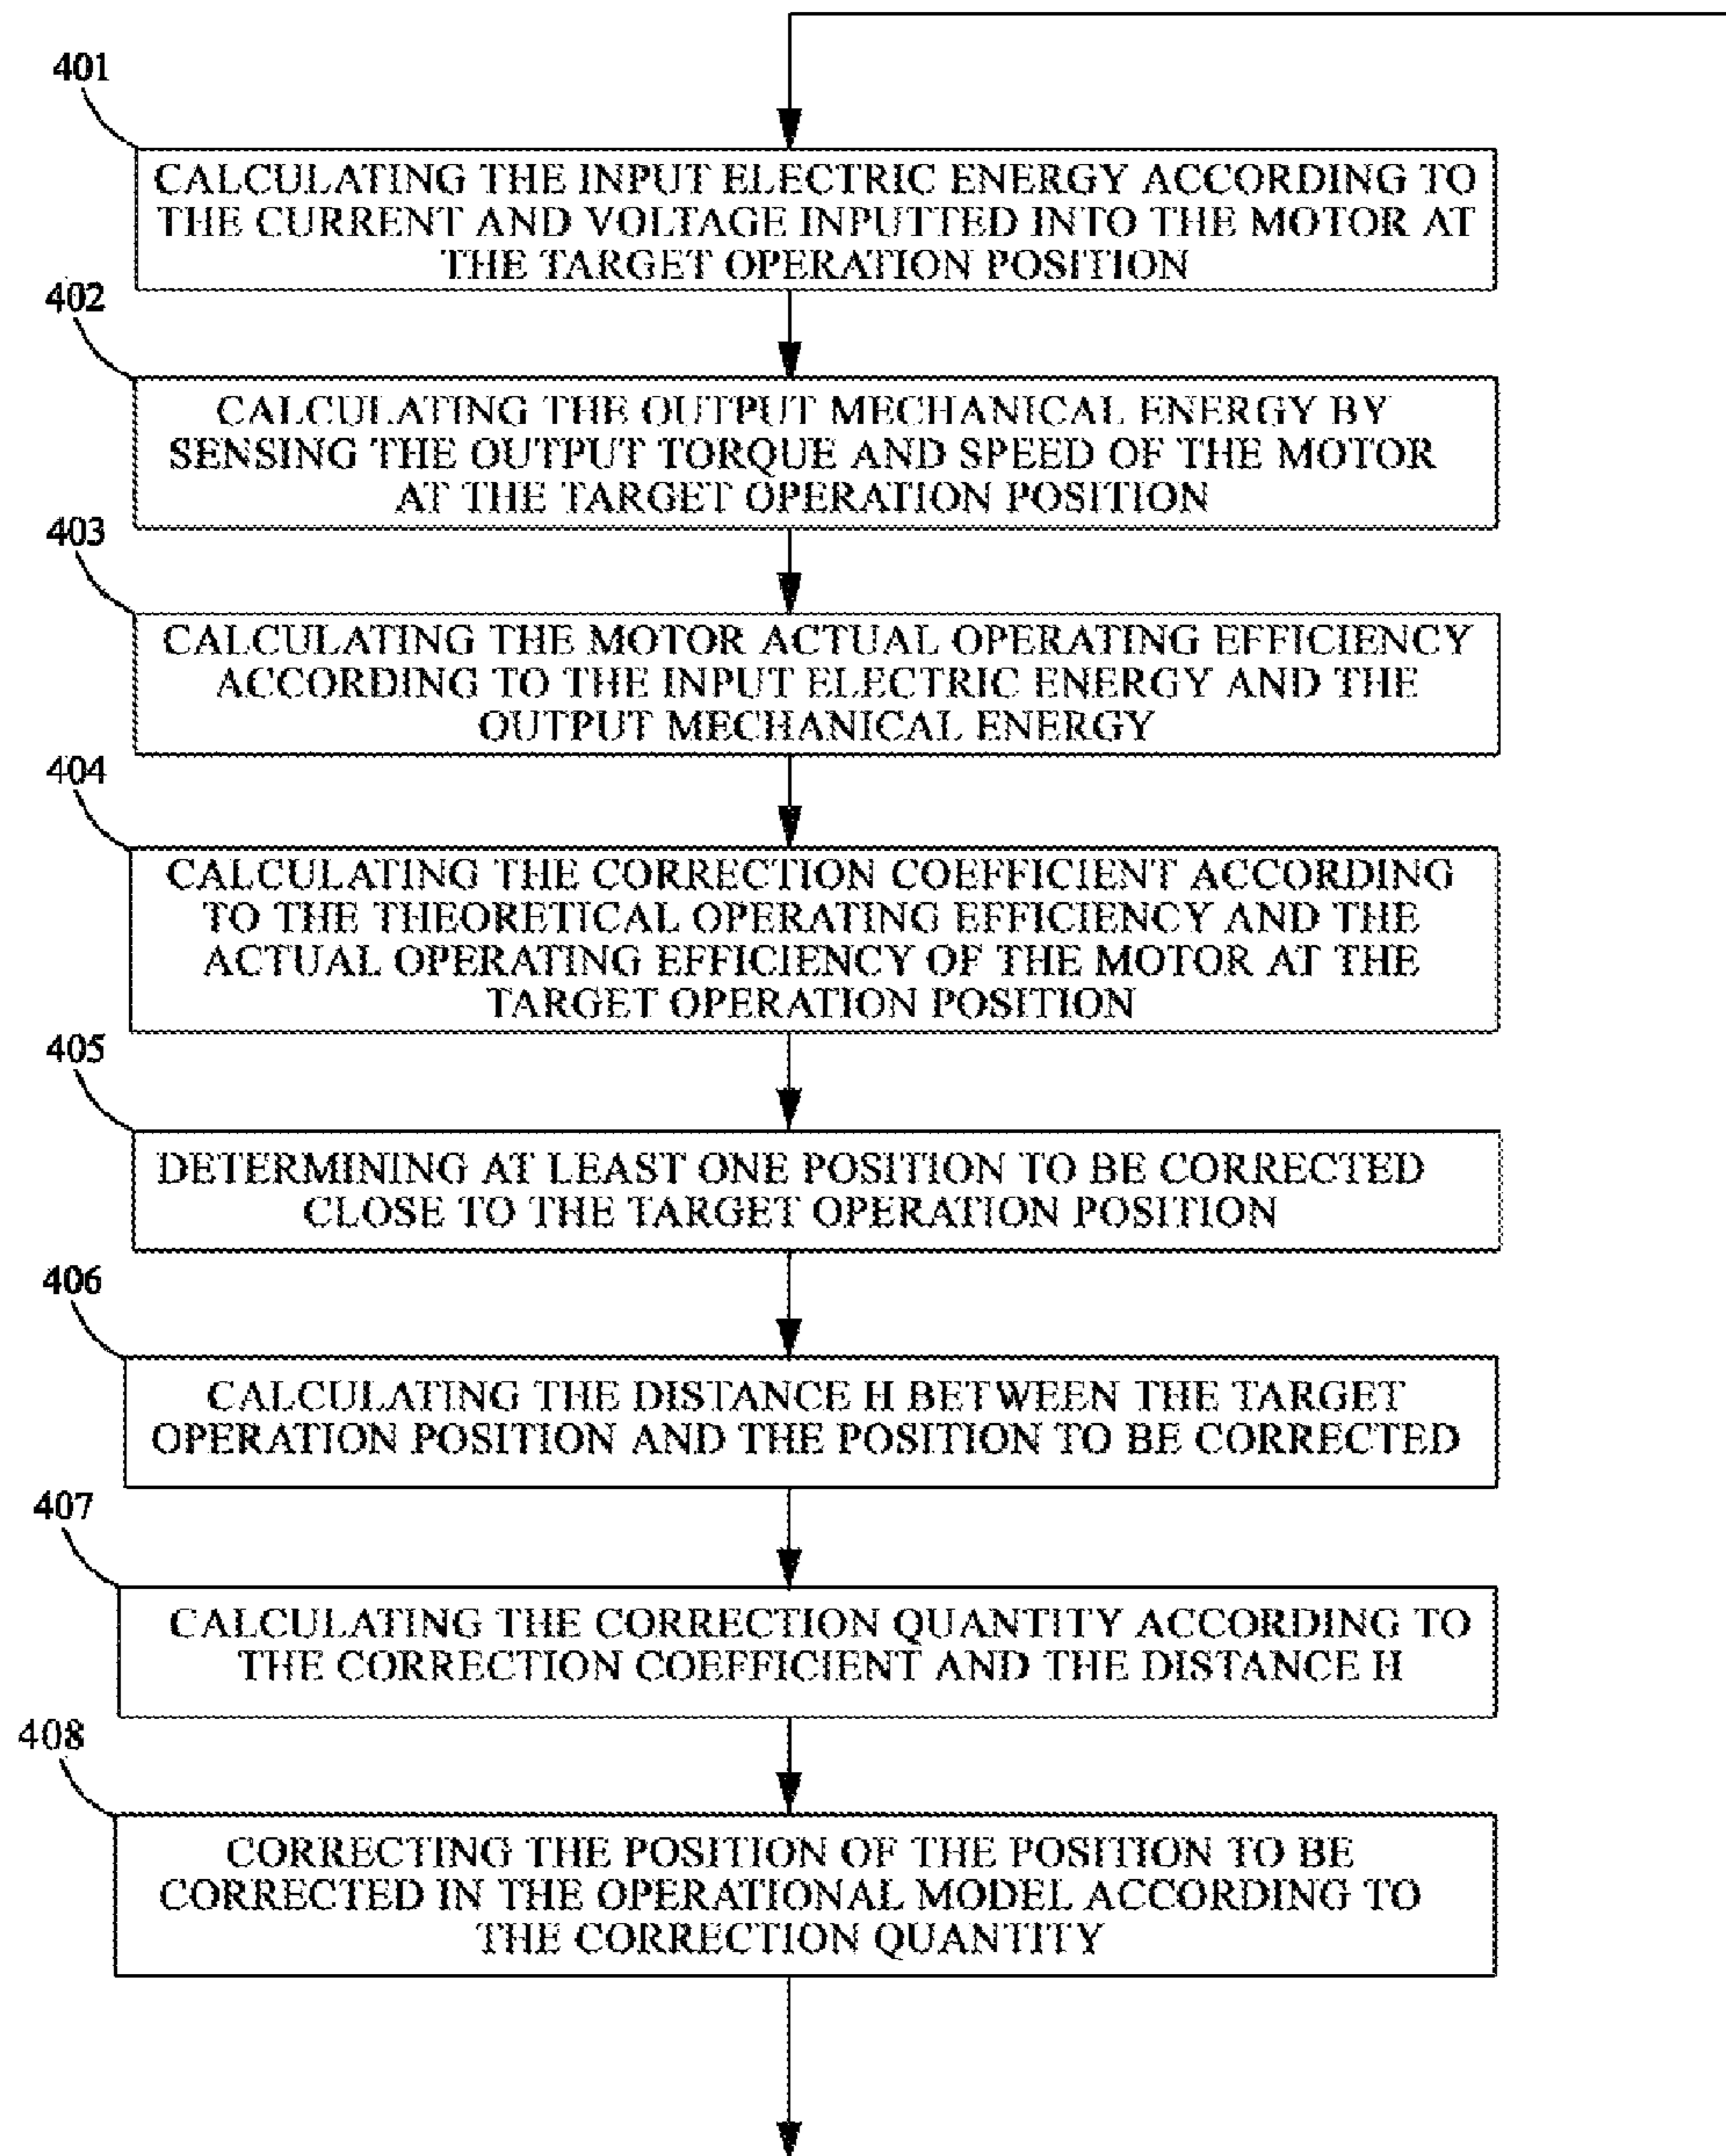 401
CALCULATING THE INPUT ELECTRIC ENERGY ACCORDING TO
THE CURRENT AND VOLTAGE INPUTTED INTO THE MOTOR AT
THE TARGET OPERATION POSITION
402
CALCULATING THE OUTPUT MECHANICAL ENERGY BY
SENSING THE OUTPUT TORQUE AND SPEED OF THE MOTOR
AT THE TARGET OPERATION POSITION
403
CALCULATING THE MOTOR ACTUAL OPERATING EFFICIENCY
ACCORDING TO THE INPUT ELECTRIC ENERGY AND THE
OUTPUT MECHANICAL ENERGY
404
CALCULATING THE CORRECTION COEFFICIENT ACCORDING
TO THE THEORETICAL OPERATING EFFICIENCY AND THE
ACTUAL OPERATING EFFICIENCY OF THE MOTOR AT THE
TARGET OPERATION POSITION
405
DETERMINING AT LEAST ONE POSITION TO BE CORRECTED
CLOSE TO THE TARGET OPERATION POSITION
406
CALCULATING THE DISTANCE H BETWEEN THE TARGET
OPERATION POSITION AND THE POSITION TO BE CORRECTED
407
CALCULATING THE CORRECTION QUANTITY ACCORDING TO
THE CORRECTION COEFFICIENT AND THE DISTANCE H
408
CORRECTING THE POSITION OF THE POSITION TO BE
CORRECTED IN THE OPERATIONAL MODEL ACCORDING TO
THE CORRECTION QUANTITY